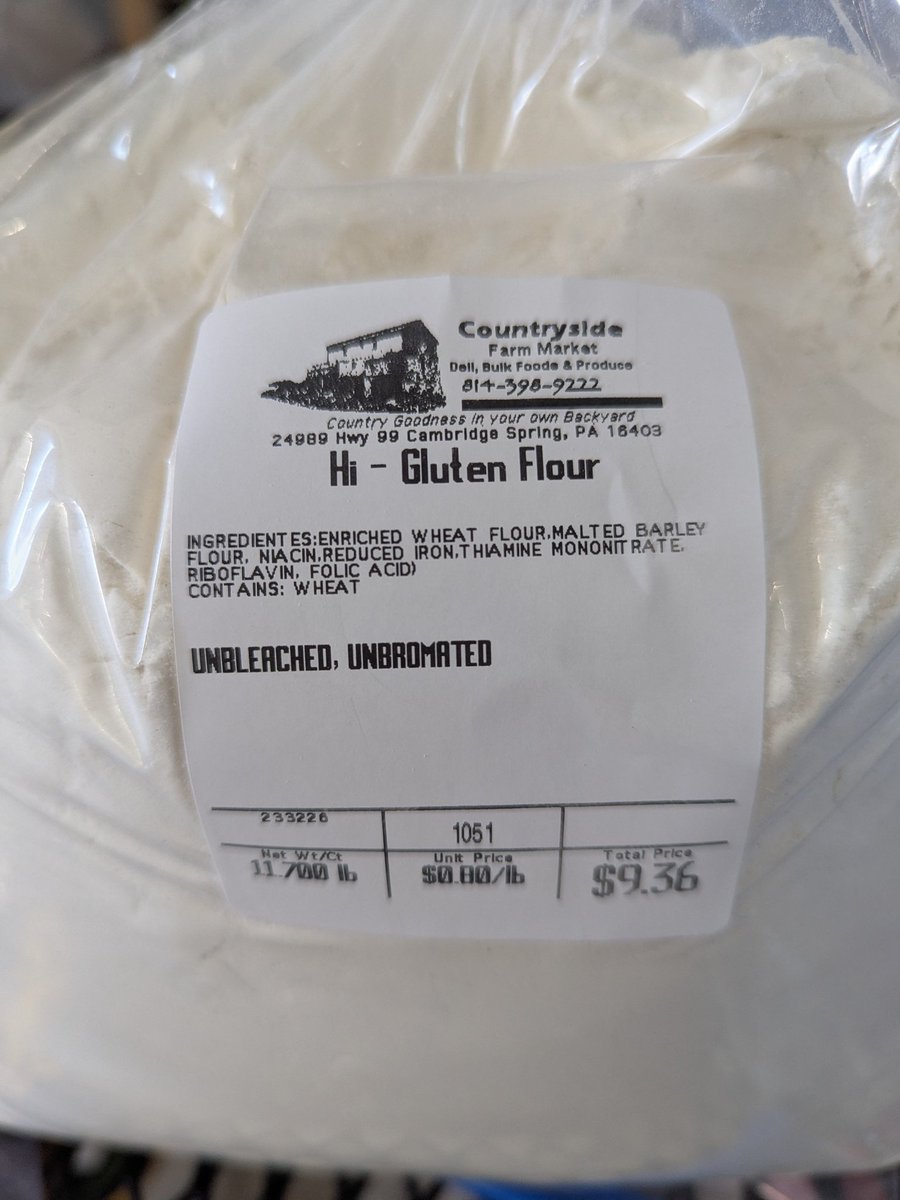 Countryside
Farm Market
Deli, Bulk Foods & Produce
814-398-9222
Country Goodness in your own Backyard
24989 Hwy 99 Cambridge Spring, PA 16403
Hi - Gluten Flour
INGREDIENTES:ENRICHED WHEAT FLOUR,MALTED BARLEY
FLOUR, NIACIN,REDUCED IRON,THIAMINE MONONITRATE,
RIBOFLAVIN, FOLIC ACID)
CONTAINS: WHEAT
UNBLEACHED, UNBROMATED
233226
1051
Net Wt/Ct Unit Price Total Price
11.700 lb $0.80/lb $9.36